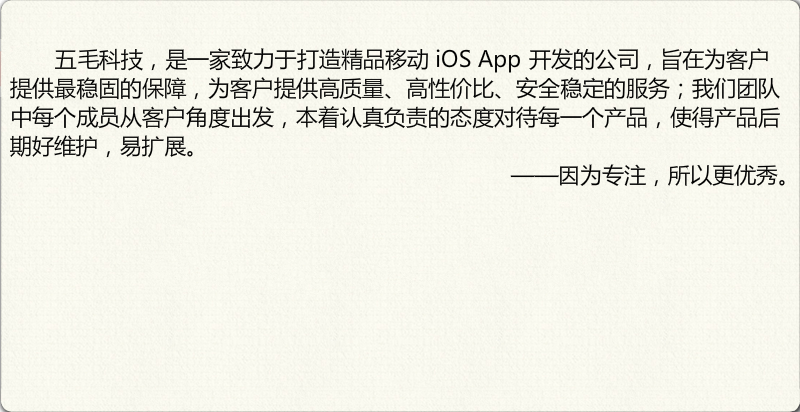 五毛科技，是一家致力于打造精品移动 iOS App 开发的公司，旨在为客户
提供最稳固的保障，为客户提供高质量、高性价比、安全稳定的服务；我们团队
中每个成员从客户角度出发，本着认真负责的态度对待每一个产品，使得产品后
期好维护，易扩展。
——因为专注，所以更优秀。